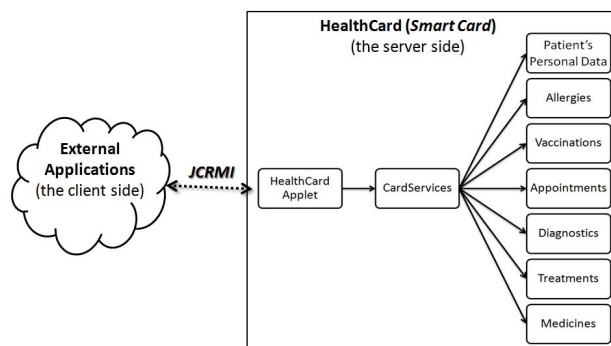 HealthCard (Smart Card)
(the server side)
External
Applications
(the client side)
JCRMI
HealthCard
Applet
CardServices
Patient's
Personal Data
Allergies
Vaccinations
Appointments
Diagnostics
Treatments
Medicines